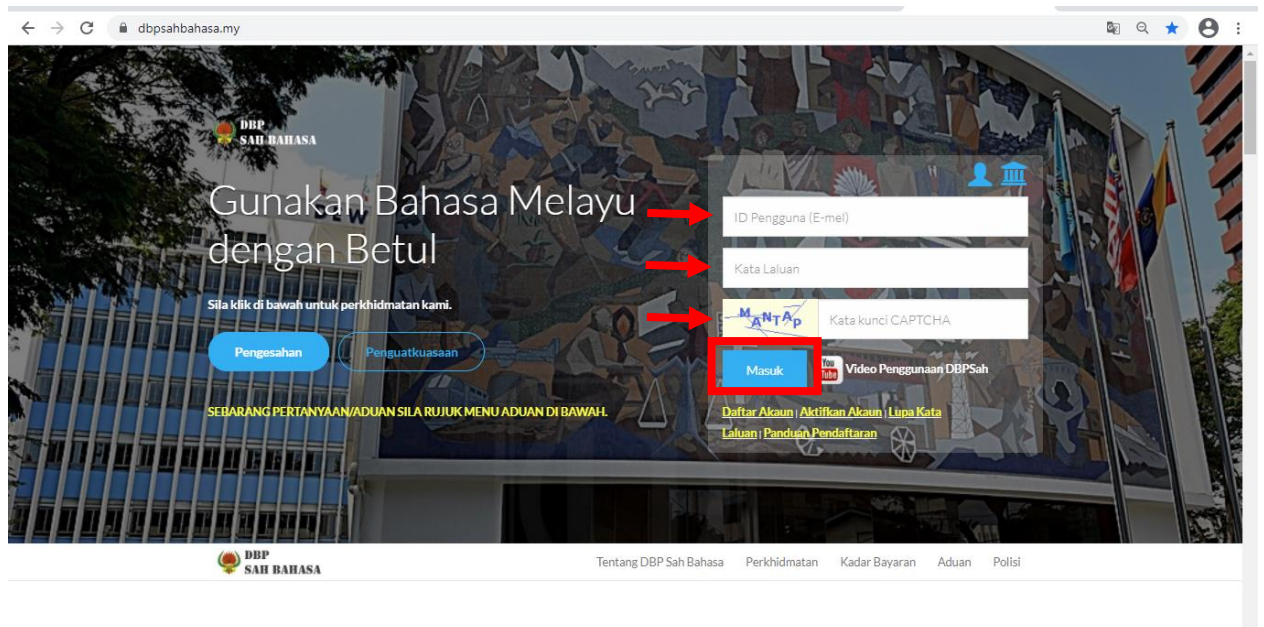 dbpsahbahasa.my
DBP
SAH BAHASA
Gunakan Bahasa Melayu
dengan Betul
Sila klik di bawah untuk perkhidmatan kami.
Pengesahan
Penguatkuasaan
SEBARANG PERTANYAAN/ADUAN SILA RUJUK MENU ADUAN DI BAWAH.
ID Pengguna (E-mel)
Kata Laluan
MANTAP
Kata kunci CAPTCHA
Masuk
You Tube
Video Penggunaan DBPSah
Daftar Akaun | Aktifkan Akaun | Lupa Kata
Laluan | Panduan Pendaftaran
DBP
SAH BAHASA
Tentang DBP Sah Bahasa Perkhidmatan Kadar Bayaran Aduan Polisi